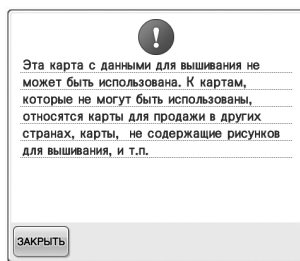 Эта карта с данными для вышивания не
может быть использована. К картам,
которые не могут быть использованы,
относятся карты для продажи в других
странах, карты,  не содержащие рисунков
для вышивания, и т.п.
ЗАКРЫТЬ